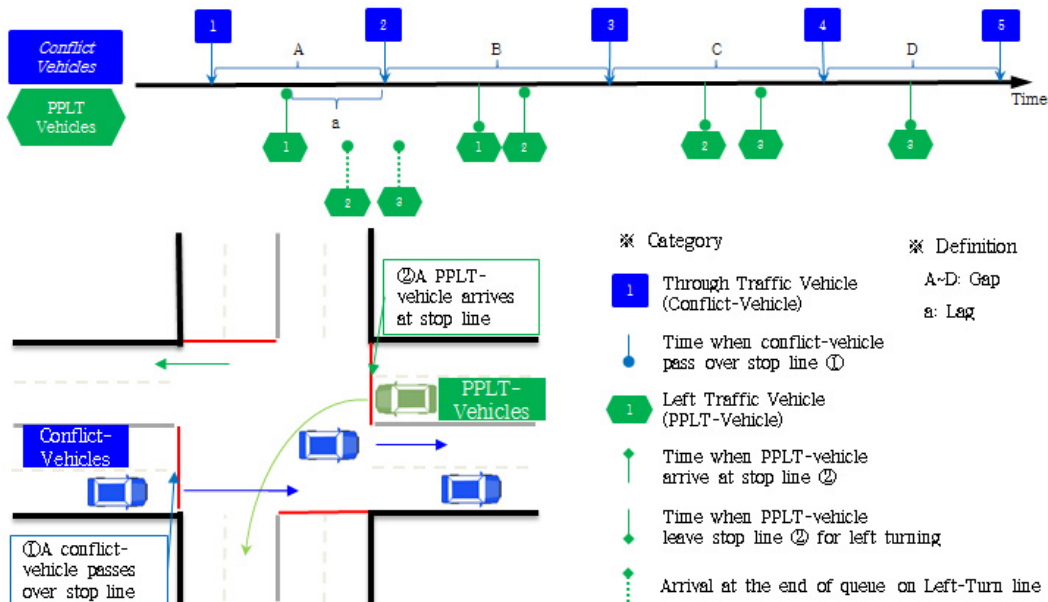 1
2
3
4
5
Conflict
Vehicles
A
B
C
D
PPLT
Vehicles
a
Time
1
1
2
2
3
3
2
3
※ Category
※ Definition
②A PPLT-
vehicle arrives
at stop line
1
Through Traffic Vehicle
(Conflict-Vehicle)
A~D: Gap
a: Lag
Time when conflict-vehicle
pass over stop line ①
PPLT-
Vehicles
1
Left Traffic Vehicle
(PPLT-Vehicle)
Conflict-
Vehicles
Time when PPLT-vehicle
arrive at stop line ②
Time when PPLT-vehicle
leave stop line ② for left turning
①A conflict-
vehicle passes
over stop line
Arrival at the end of queue on Left-Turn line